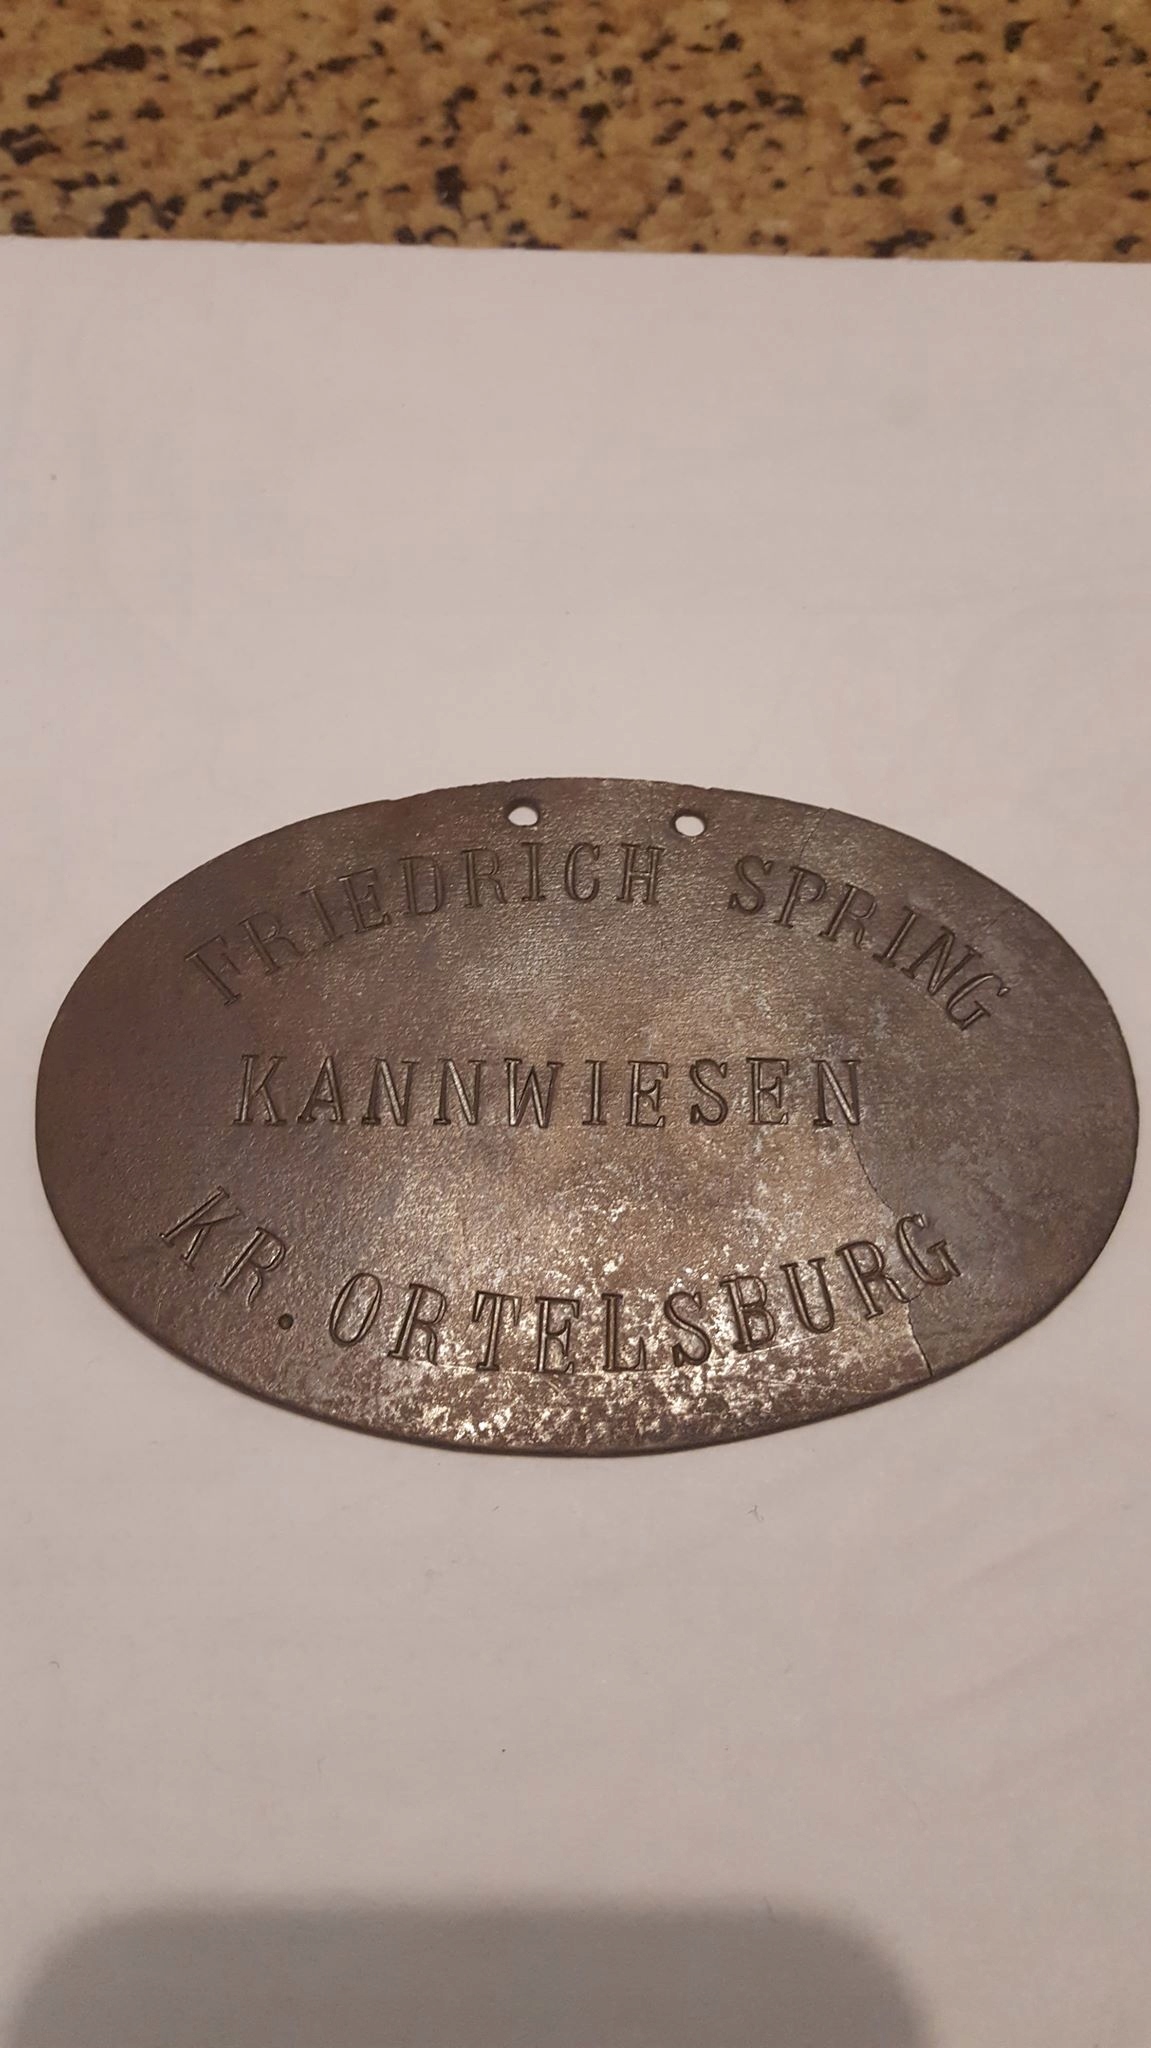 FRIEDRICH SPRING
KANNWIESEN
KR. ORTELSBURG